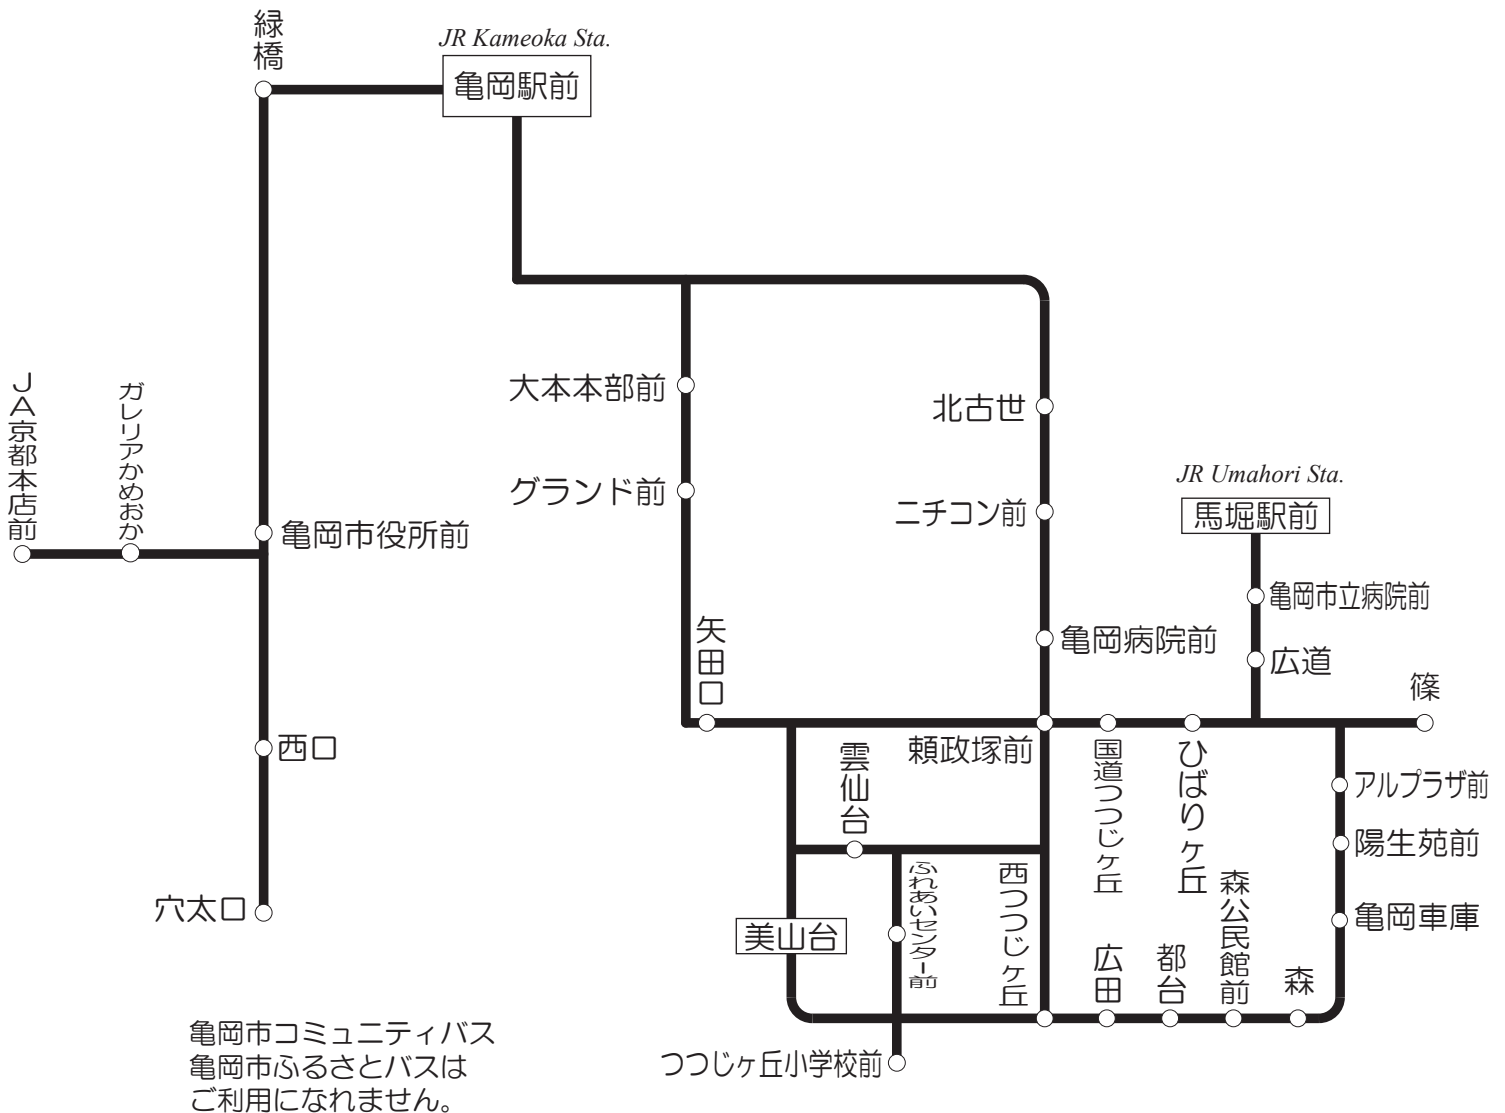 緑橋
JR Kameoka Sta.
亀岡駅前
JA京都本店前
ガレリアかめおか
亀岡市役所前
西口
穴太口
大本本部前
グランド前
矢田口
北古世
ニチコン前
亀岡病院前
頼政塚前
JR Umahori Sta.
馬堀駅前
亀岡市立病院前
広道
篠
国道つつじヶ丘
ひばりヶ丘
アルプラザ前
陽生苑前
亀岡車庫
雲仙台
ふれあいセンター前
西つつじヶ丘
美山台
広田
都台
森公民館前
森
つつじヶ丘小学校前
亀岡市コミュニティバス
亀岡市ふるさとバスは
ご利用になれません。